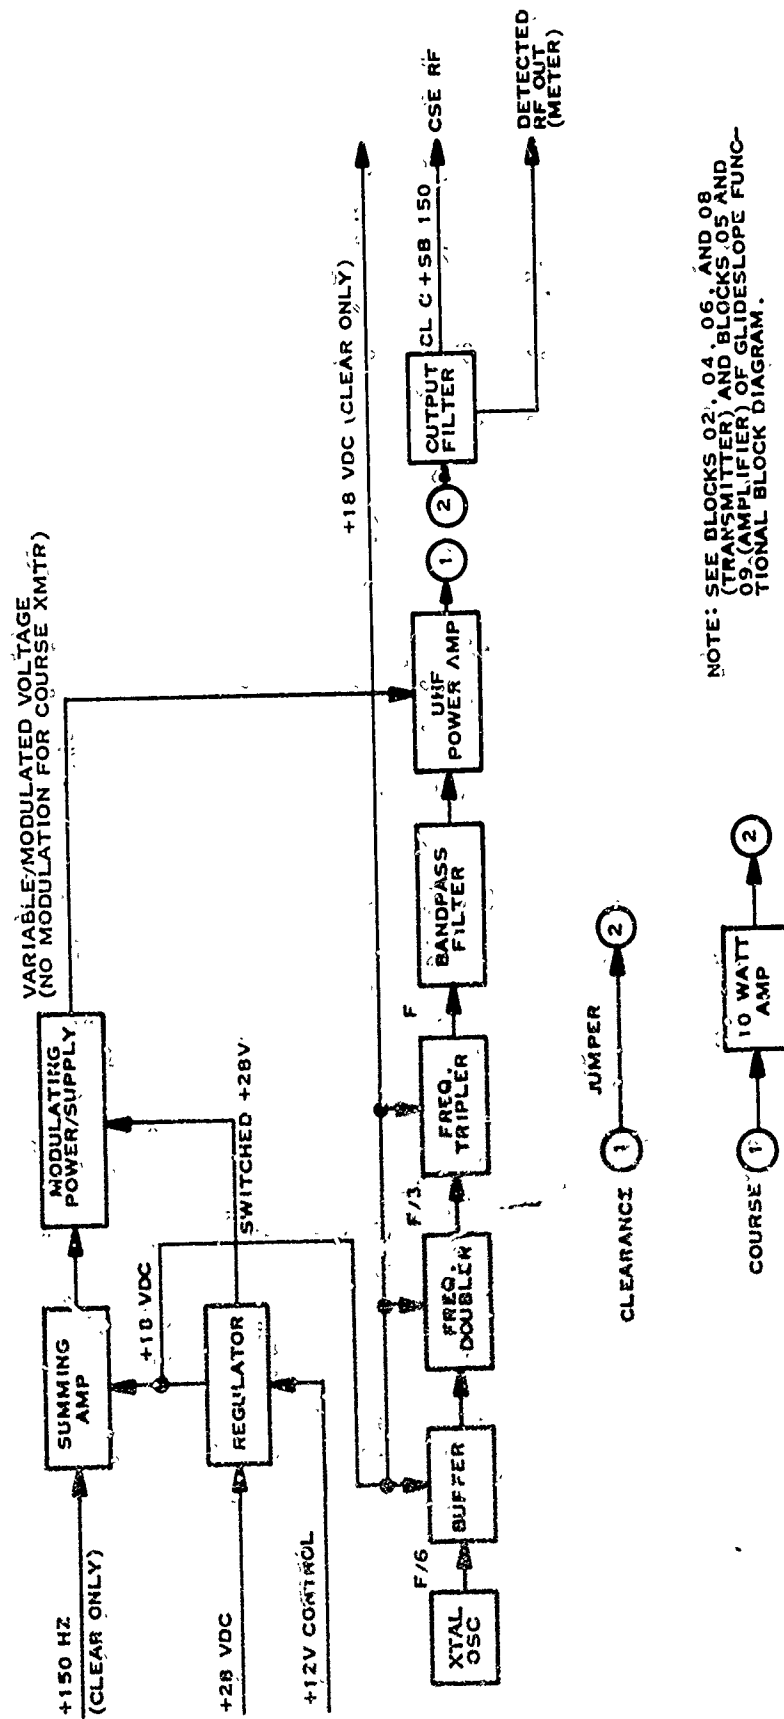 +150 HZ
(CLEAR ONLY)
SUMMING
AMP
MODULATING
POWER/SUPPLY
VARIABLE/MODULATED VOLTAGE
(NO MODULATION FOR COURSE XMTR)
+18 VDC
+28 VDC
REGULATOR
SWITCHED +28V
+12V CONTROL
+18 VDC (CLEAR ONLY)
XTAL
OSC
F/6
BUFFER
FREQ.
DOUBLER
F/3
FREQ.
TRIPLER
F
BANDPASS
FILTER
UHF
POWER AMP
1
2
OUTPUT
FILTER
CL C +SB 150
CSE RF
DETECTED
RF OUT
(METER)
CLEARANCE
1
JUMPER
2
COURSE
1
10 WATT
AMP
2
NOTE: SEE BLOCKS 02, 04, 06, AND 08
(TRANSMITTER) AND BLOCKS 05 AND
09 (AMPLIFIER) OF GLIDESLOPE FUNC-
TIONAL BLOCK DIAGRAM.